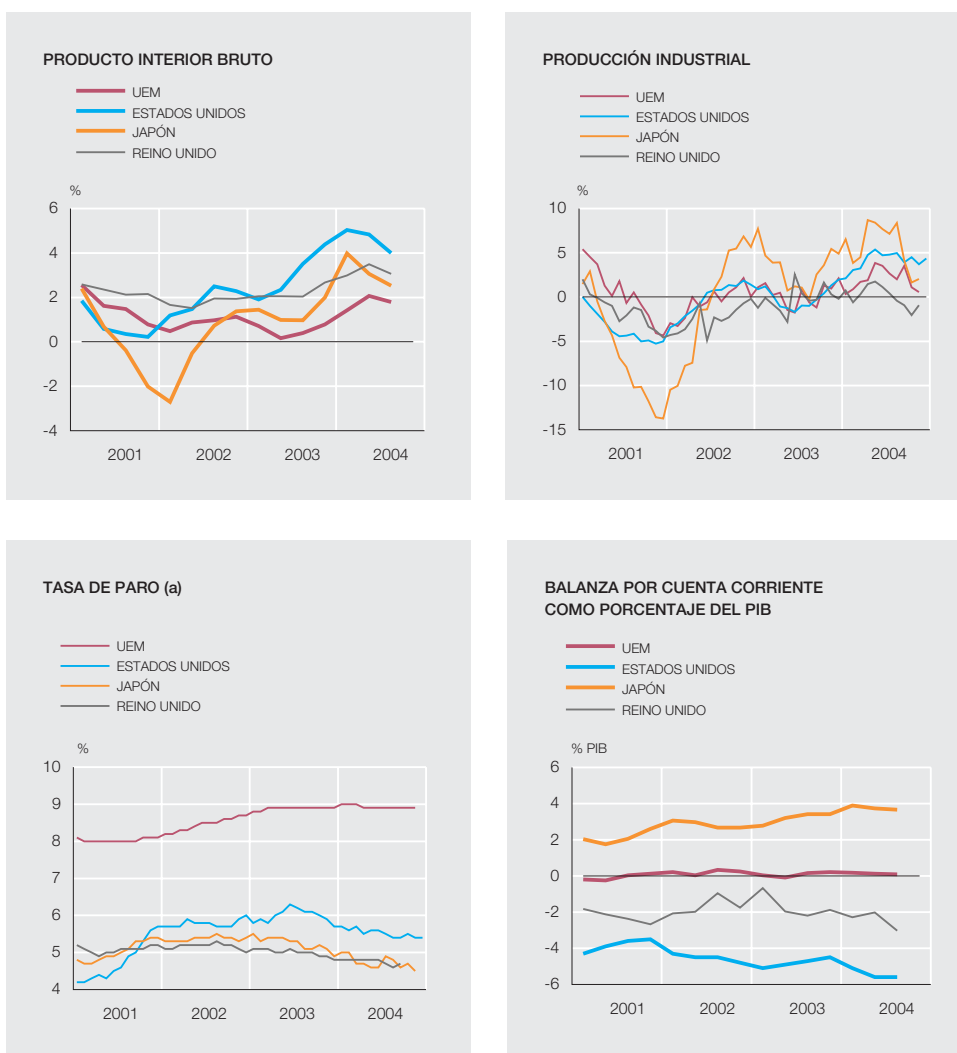 PRODUCTO INTERIOR BRUTO
UEM
ESTADOS UNIDOS
JAPÓN
REINO UNIDO
%
6
4
2
0
-2
-4
2001 2002 2003 2004
PRODUCCIÓN INDUSTRIAL
UEM
ESTADOS UNIDOS
JAPÓN
REINO UNIDO
%
10
5
0
-5
-10
-15
2001 2002 2003 2004
TASA DE PARO (a)
UEM
ESTADOS UNIDOS
JAPÓN
REINO UNIDO
%
10
9
8
7
6
5
4
2001 2002 2003 2004
BALANZA POR CUENTA CORRIENTE
COMO PORCENTAJE DEL PIB
UEM
ESTADOS UNIDOS
JAPÓN
REINO UNIDO
% PIB
6
4
2
0
-2
-4
-6
2001 2002 2003 2004